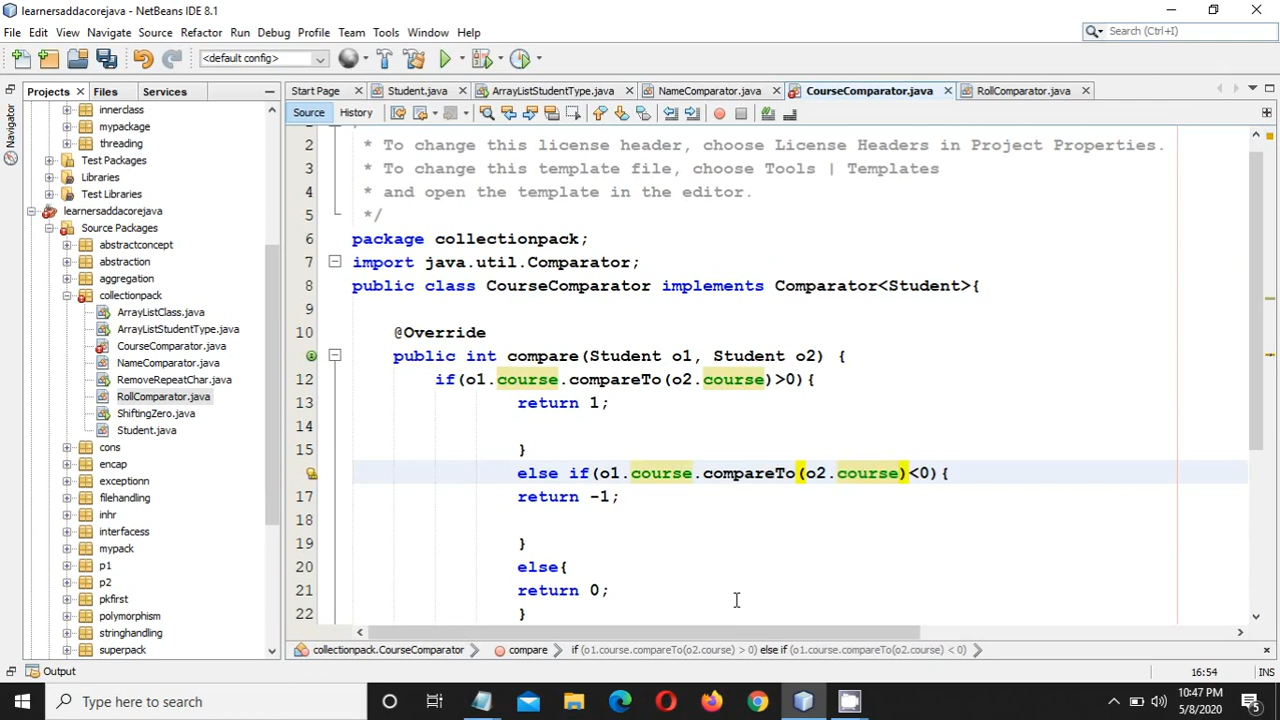 learnersaddacorejava - NetBeans IDE 8.1
File Edit View Navigate Source Refactor Run Debug Profile Team Tools Window Help
Search (Ctrl+I)
<default config>
Projects Files Services
Start Page Student.java ArrayListStudentType.java NameComparator.java CourseComparator.java RollComparator.java
Source History
Navigator
innerclass
mypackage
threading
Test Packages
Libraries
Test Libraries
learnersaddacorejava
Source Packages
abstractconcept
abstraction
aggregation
collectionpack
ArrayListClass.java
ArrayListStudentType.java
CourseComparator.java
NameComparator.java
RemoveRepeatChar.java
RollComparator.java
ShiftingZero.java
Student.java
cons
encap
exceptionn
filehandling
inhr
interfacess
mypack
p1
p2
pkfirst
polymorphism
stringhandling
superpack
2 * To change this license header, choose License Headers in Project Properties.
3 * To change this template file, choose Tools | Templates
4 * and open the template in the editor.
5 */
6 package collectionpack;
7 import java.util.Comparator;
8 public class CourseComparator implements Comparator<Student>{
9
10 @Override
public int compare(Student o1, Student o2) {
12 if(o1.course.compareTo(o2.course)>0){
13 return 1;
14
15 }
else if(o1.course.compareTo(o2.course)<0){
17 return -1;
18
19 }
20 else{
21 return 0;
22 }
collectionpack.CourseComparator compare if (o1.course.compareTo(o2.course) > 0) else if (o1.course.compareTo(o2.course) < 0)
Output
16:54 INS
Type here to search
10:47 PM
5/8/2020
5